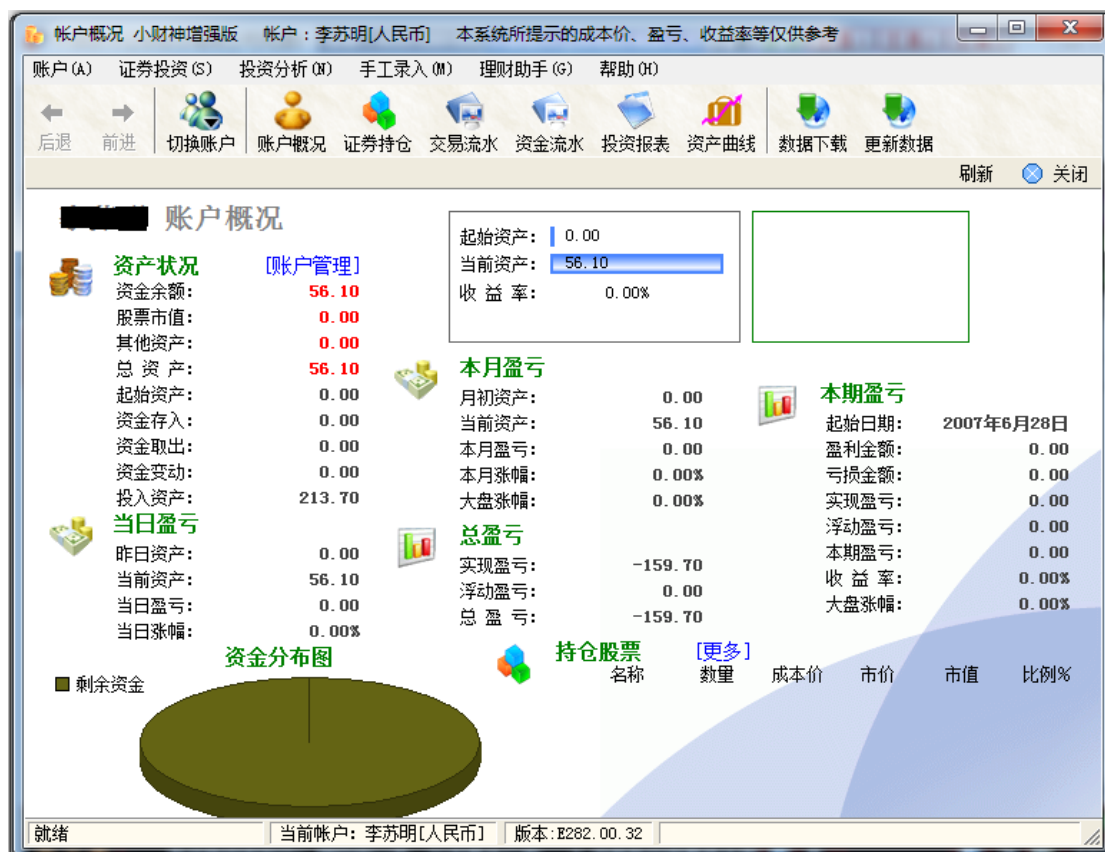 帐户概况 小财神增强版 帐户：李苏明[人民币] 本系统所提示的成本价、盈亏、收益率等仅供参考
账户(A) 证券投资(S) 投资分析(N) 手工录入(M) 理财助手(G) 帮助(H)
后退 前进 切换账户 账户概况 证券持仓 交易流水 资金流水 投资报表 资产曲线 数据下载 更新数据
刷新 关闭
账户概况
资产状况 [账户管理]
资金余额: 56.10
股票市值: 0.00
其他资产: 0.00
总 资 产: 56.10
起始资产: 0.00
资金存入: 0.00
资金取出: 0.00
资金变动: 0.00
投入资产: 213.70
当日盈亏
昨日资产: 0.00
当前资产: 56.10
当日盈亏: 0.00
当日涨幅: 0.00%
起始资产: 0.00
当前资产: 56.10
收 益 率: 0.00%
本月盈亏
月初资产: 0.00
当前资产: 56.10
本月盈亏: 0.00
本月涨幅: 0.00%
大盘涨幅: 0.00%
总盈亏
实现盈亏: -159.70
浮动盈亏: 0.00
总 盈 亏: -159.70
本期盈亏
起始日期: 2007年6月28日
盈利金额: 0.00
亏损金额: 0.00
实现盈亏: 0.00
浮动盈亏: 0.00
本期盈亏: 0.00
收 益 率: 0.00%
大盘涨幅: 0.00%
资金分布图
剩余资金
持仓股票 [更多]
名称 数量 成本价 市价 市值 比例%
就绪 当前帐户: 李苏明[人民币] 版本:E282.00.32